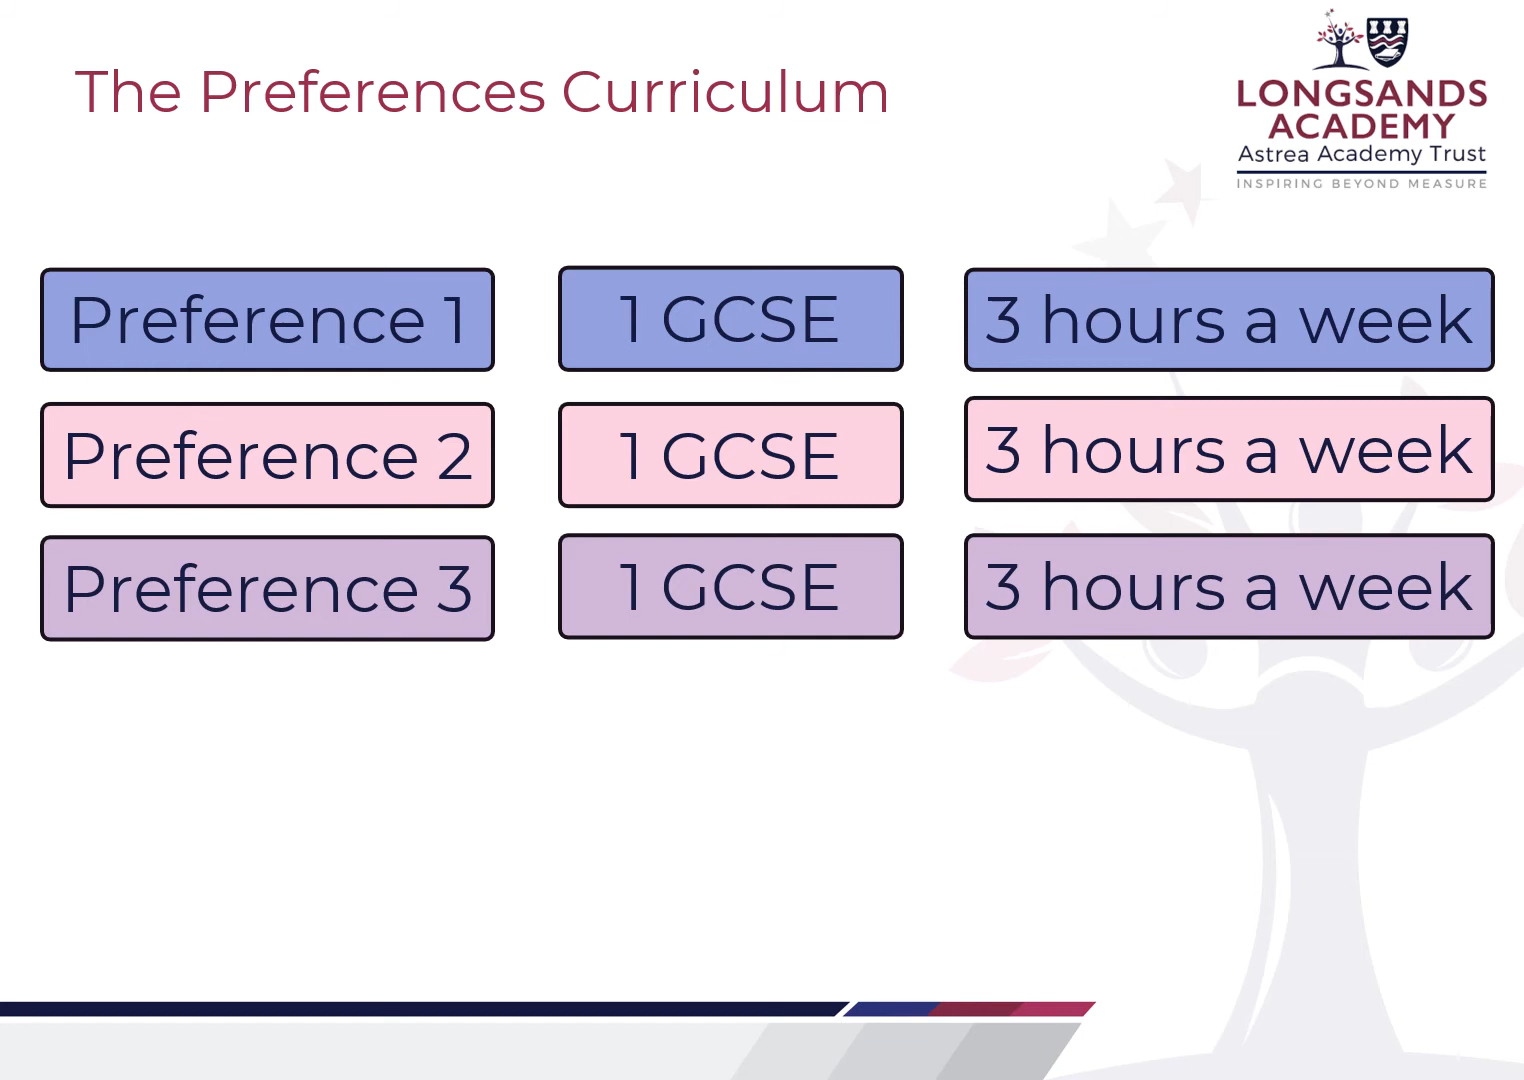 The Preferences Curriculum
LONGSANDS
ACADEMY
Astrea Academy Trust
INSPIRING BEYOND MEASURE
Preference 1
1 GCSE
3 hours a week
Preference 2
1 GCSE
3 hours a week
Preference 3
1 GCSE
3 hours a week